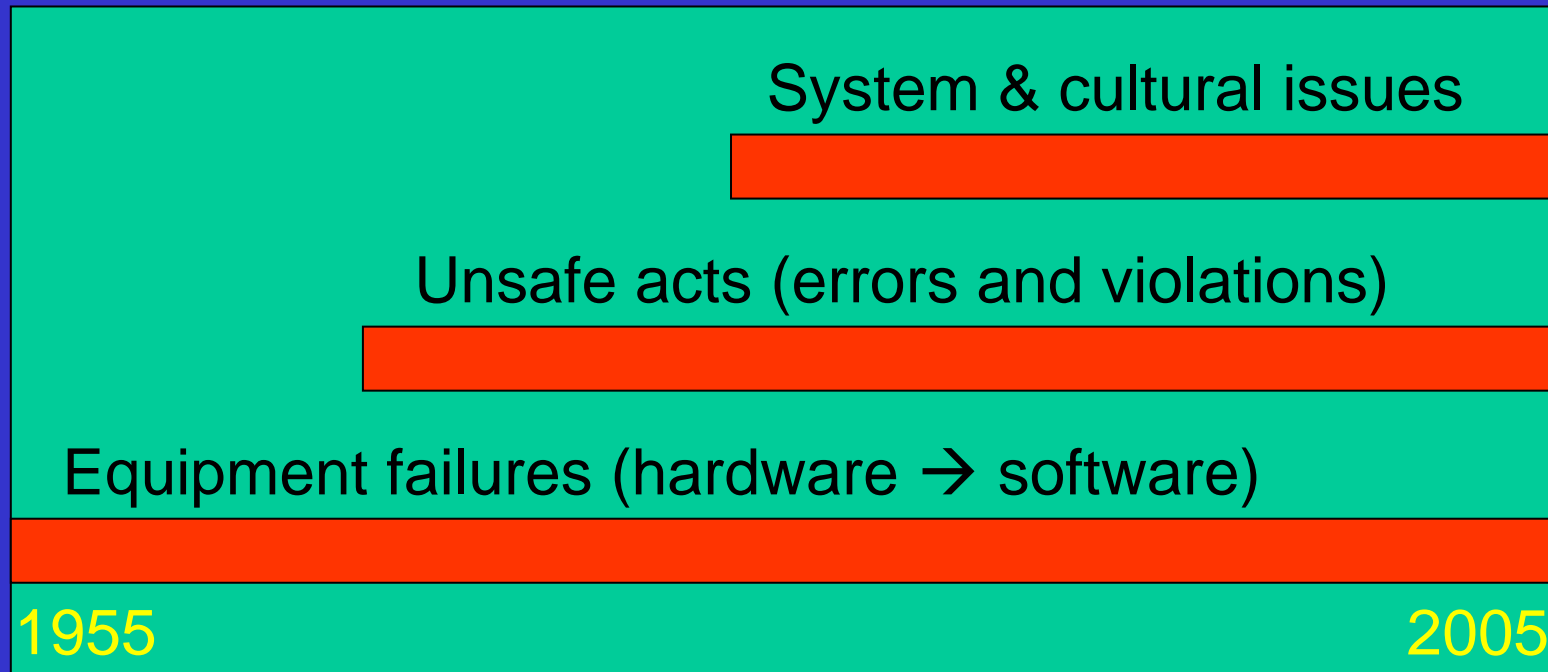 System & cultural issues
Unsafe acts (errors and violations)
Equipment failures (hardware → software)
1955
2005